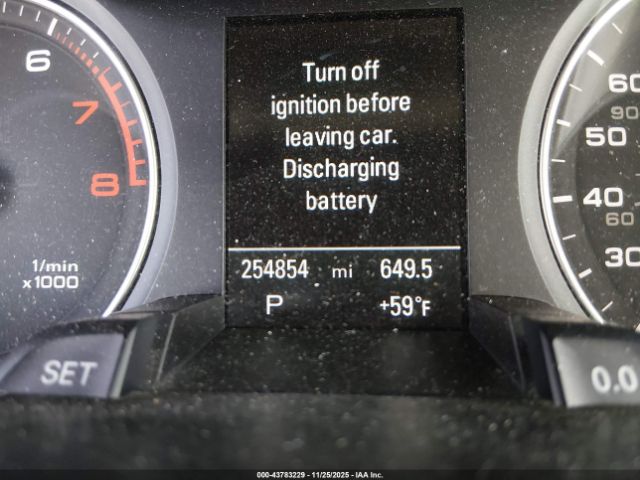 6
7
8
1/min
x1000
SET
Turn off
ignition before
leaving car.
Discharging
battery
254854 mi 649.5
P +59°F
60
90
50
40
60
30
0.0
000-43783229 - 11/25/2025 - IAA Inc.